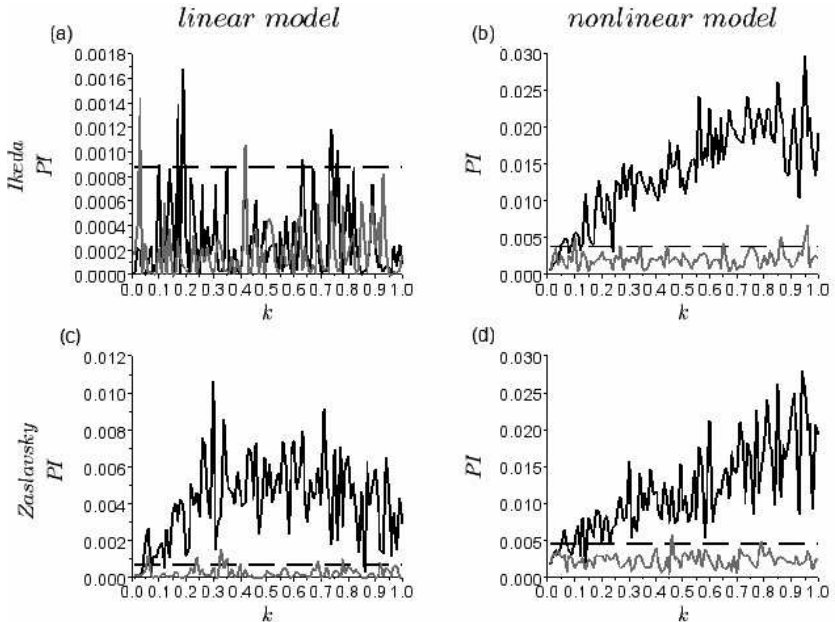 linear model
nonlinear model
(a)
Ikeda
PI
0.0018
0.0016
0.0014
0.0012
0.0010
0.0008
0.0006
0.0004
0.0002
0.0000
0.0 0.1 0.2 0.3 0.4 0.5 0.6 0.7 0.8 0.9 1.0
k
(b)
PI
0.030
0.025
0.020
0.015
0.010
0.005
0.000
0.0 0.1 0.2 0.3 0.4 0.5 0.6 0.7 0.8 0.9 1.0
k
(c)
Zaslavsky
PI
0.012
0.010
0.008
0.006
0.004
0.002
0.000
0.0 0.1 0.2 0.3 0.4 0.5 0.6 0.7 0.8 0.9 1.0
k
(d)
PI
0.030
0.025
0.020
0.015
0.010
0.005
0.000
0.0 0.1 0.2 0.3 0.4 0.5 0.6 0.7 0.8 0.9 1.0
k